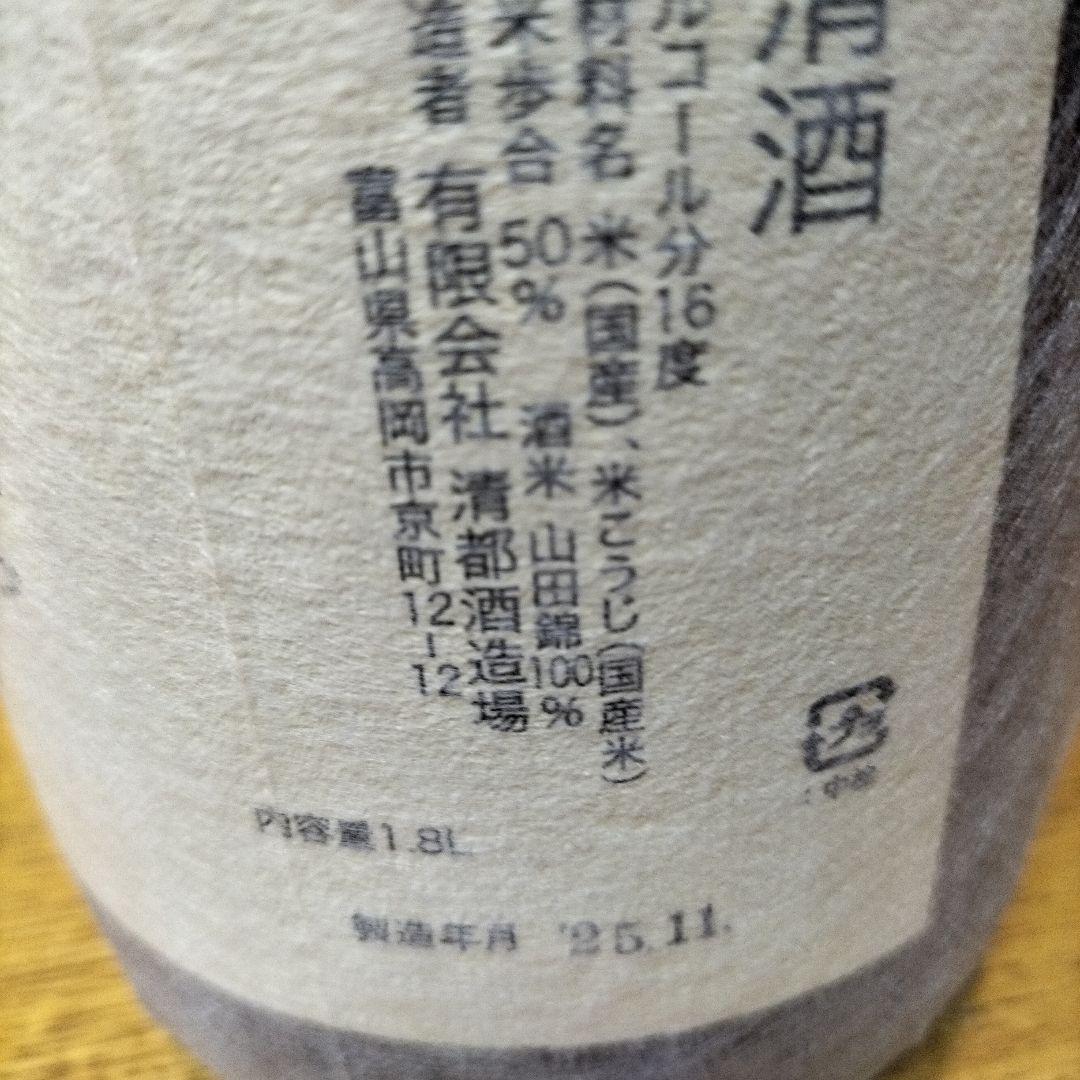 清酒
ルコール分16度
材料名 米(国産)、米こうじ(国産米)
米歩合 50% 酒米 山田錦100%
造者 有限会社 清都酒造場
富山県高岡市京町12-12
内容量1.8L
製造年月 '25.11.